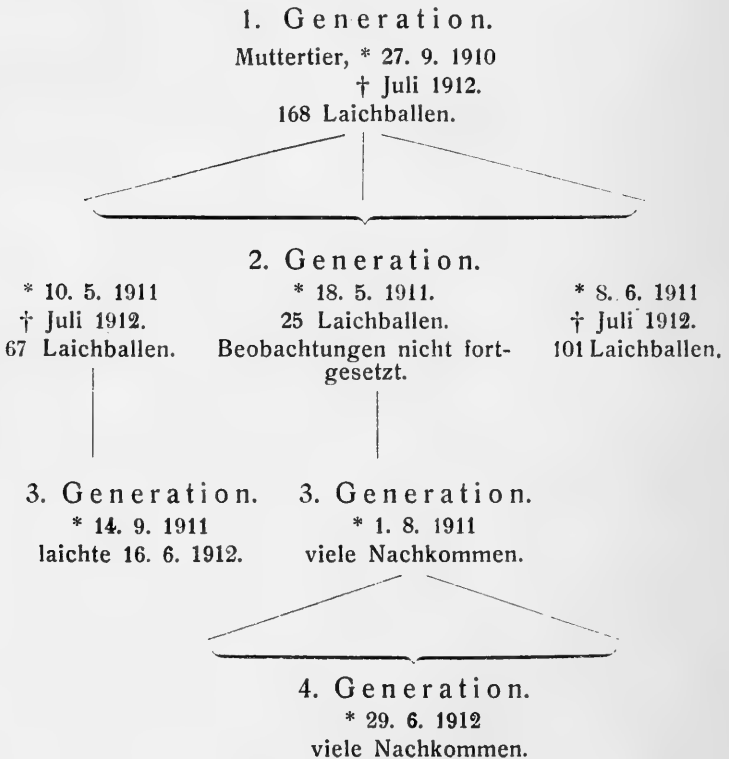 1. Generation.
Muttertier, * 27. 9. 1910
† Juli 1912.
168 Laichballen.
2. Generation.
* 10. 5. 1911
† Juli 1912.
67 Laichballen.
* 18. 5. 1911.
25 Laichballen.
Beobachtungen nicht fort-
gesetzt.
* 8. 6. 1911
† Juli 1912.
101 Laichballen.
3. Generation.
* 14. 9. 1911
laichte 16. 6. 1912.
3. Generation.
* 1. 8. 1911
viele Nachkommen.
4. Generation.
* 29. 6. 1912
viele Nachkommen.